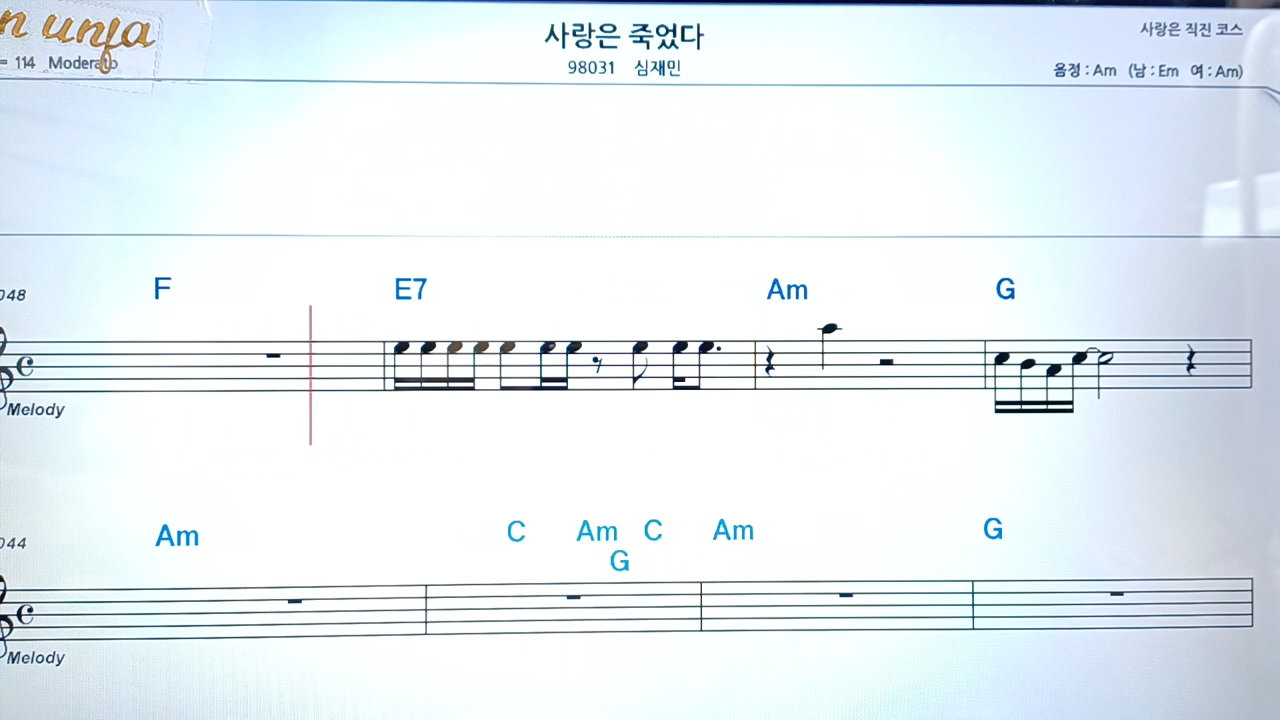 사랑은 죽었다
사랑은 직진 코스
= 114 Moderato
98031 심재민
음정 : Am (남 : Em 여 : Am)
F E7 Am G
048
Melody
Am C Am C Am G
G
044
Melody